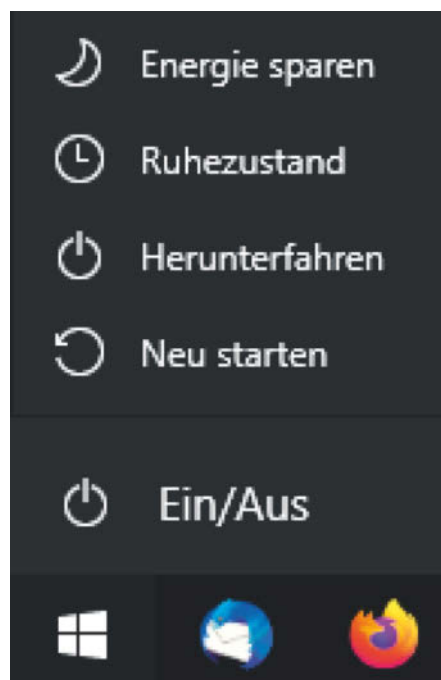 Energie sparen
Ruhezustand
Herunterfahren
Neu starten
Ein/Aus